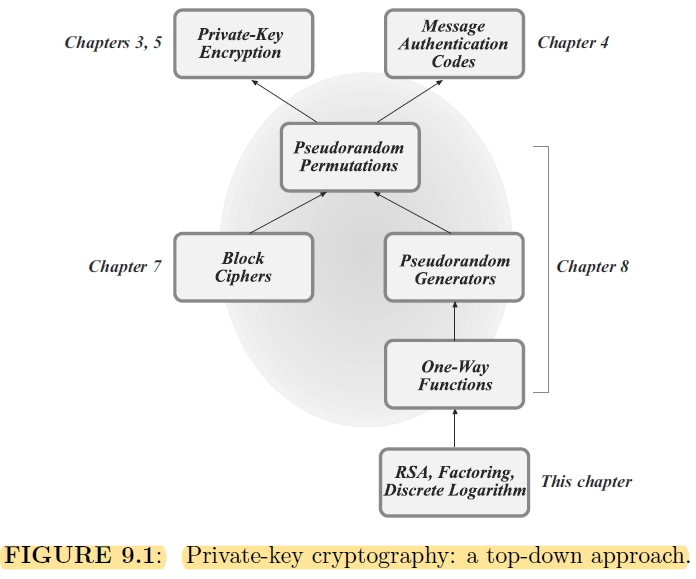 Chapters 3, 5
Private-Key
Encryption
Message
Authentication
Codes
Chapter 4
Pseudorandom
Permutations
Chapter 7
Block
Ciphers
Pseudorandom
Generators
Chapter 8
One-Way
Functions
RSA, Factoring,
Discrete Logarithm
This chapter
FIGURE 9.1: Private-key cryptography: a top-down approach.